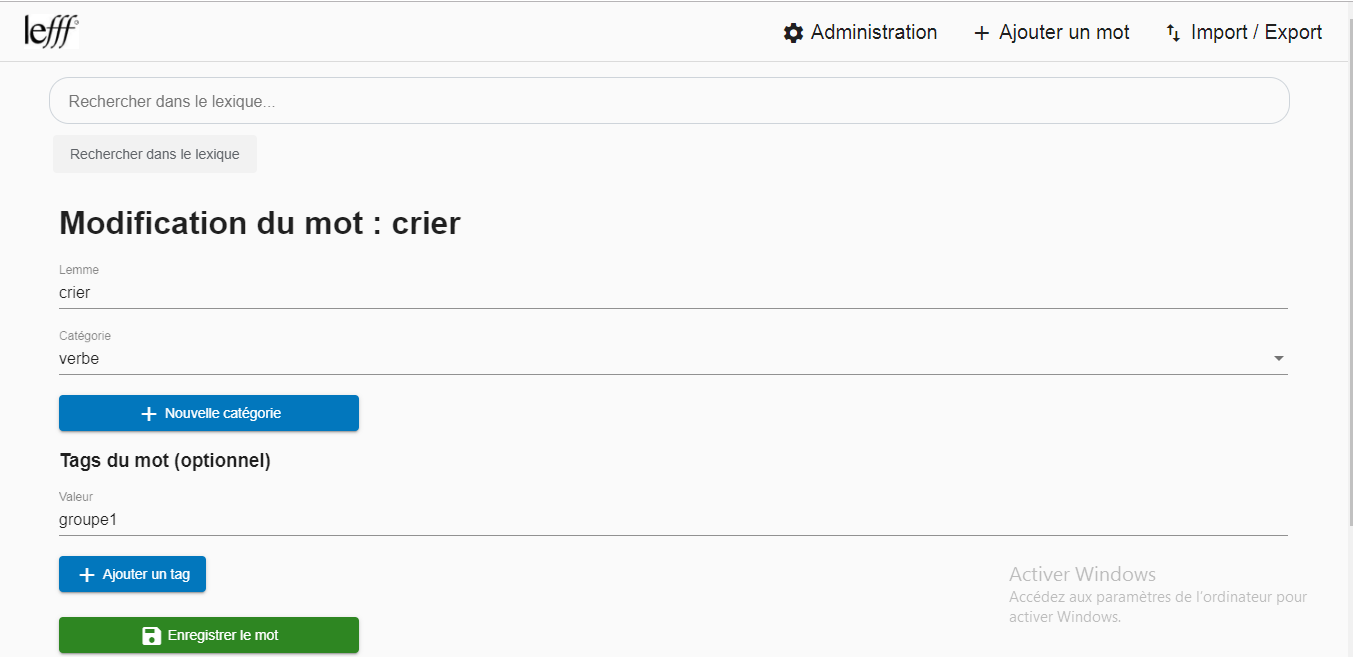 lefff
Administration
Ajouter un mot
Import / Export
Rechercher dans le lexique...
Rechercher dans le lexique
Modification du mot : crier
Lemme
crier
Catégorie
verbe
Nouvelle catégorie
Tags du mot (optionnel)
Valeur
groupe1
Ajouter un tag
Activer Windows
Accédez aux paramètres de l'ordinateur pour
activer Windows.
Enregistrer le mot